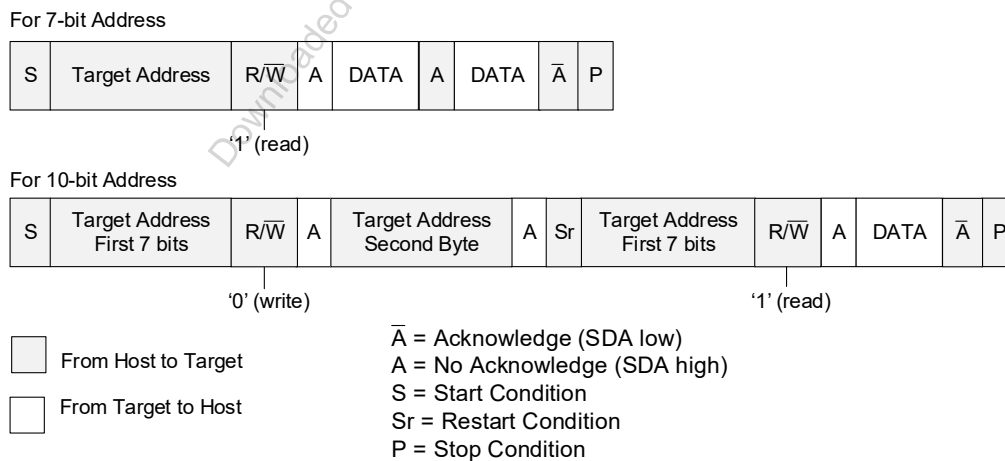 For 7-bit Address
S Target Address R/W̅ A DATA A DATA A̅ P
‘1’ (read)
Downloaded
For 10-bit Address
S Target Address First 7 bits R/W̅ A Target Address Second Byte A Sr Target Address First 7 bits R/W̅ A DATA A̅ P
‘0’ (write) ‘1’ (read)
A̅ = Acknowledge (SDA low)
From Host to Target
A = No Acknowledge (SDA high)
S = Start Condition
From Target to Host
Sr = Restart Condition
P = Stop Condition